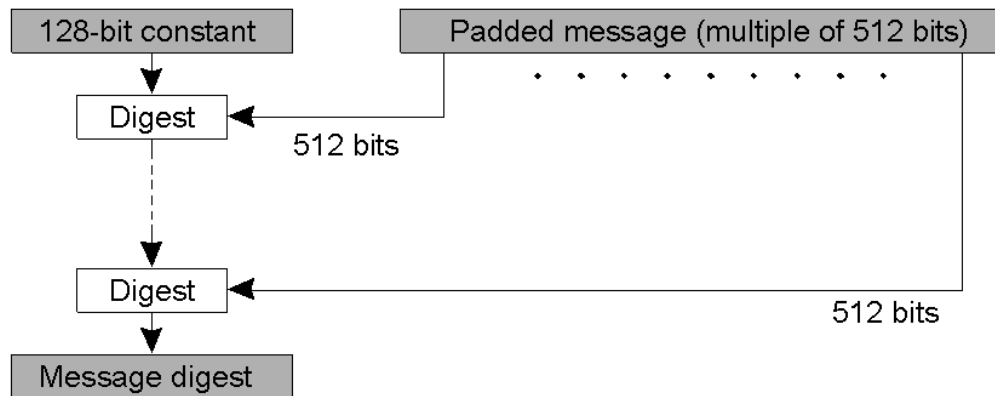 128-bit constant
Padded message (multiple of 512 bits)
Digest
512 bits
Digest
512 bits
Message digest